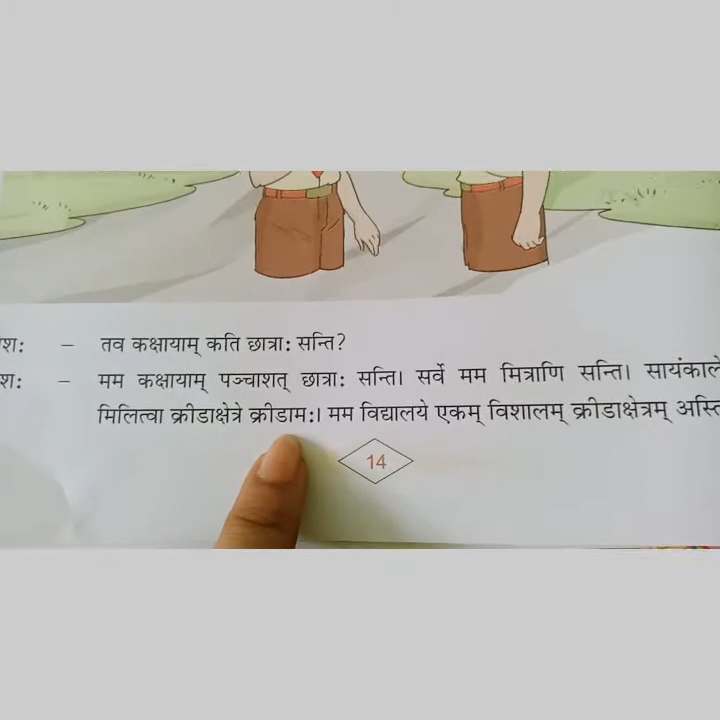 शः – तव कक्षायाम् कति छात्राः सन्ति?
शः – मम कक्षायाम् पञ्चाशत् छात्राः सन्ति। सर्वे मम मित्राणि सन्ति। सायंकाले
मिलित्वा क्रीडाक्षेत्रे क्रीडामः। मम विद्यालये एकम् विशालम् क्रीडाक्षेत्रम्
14